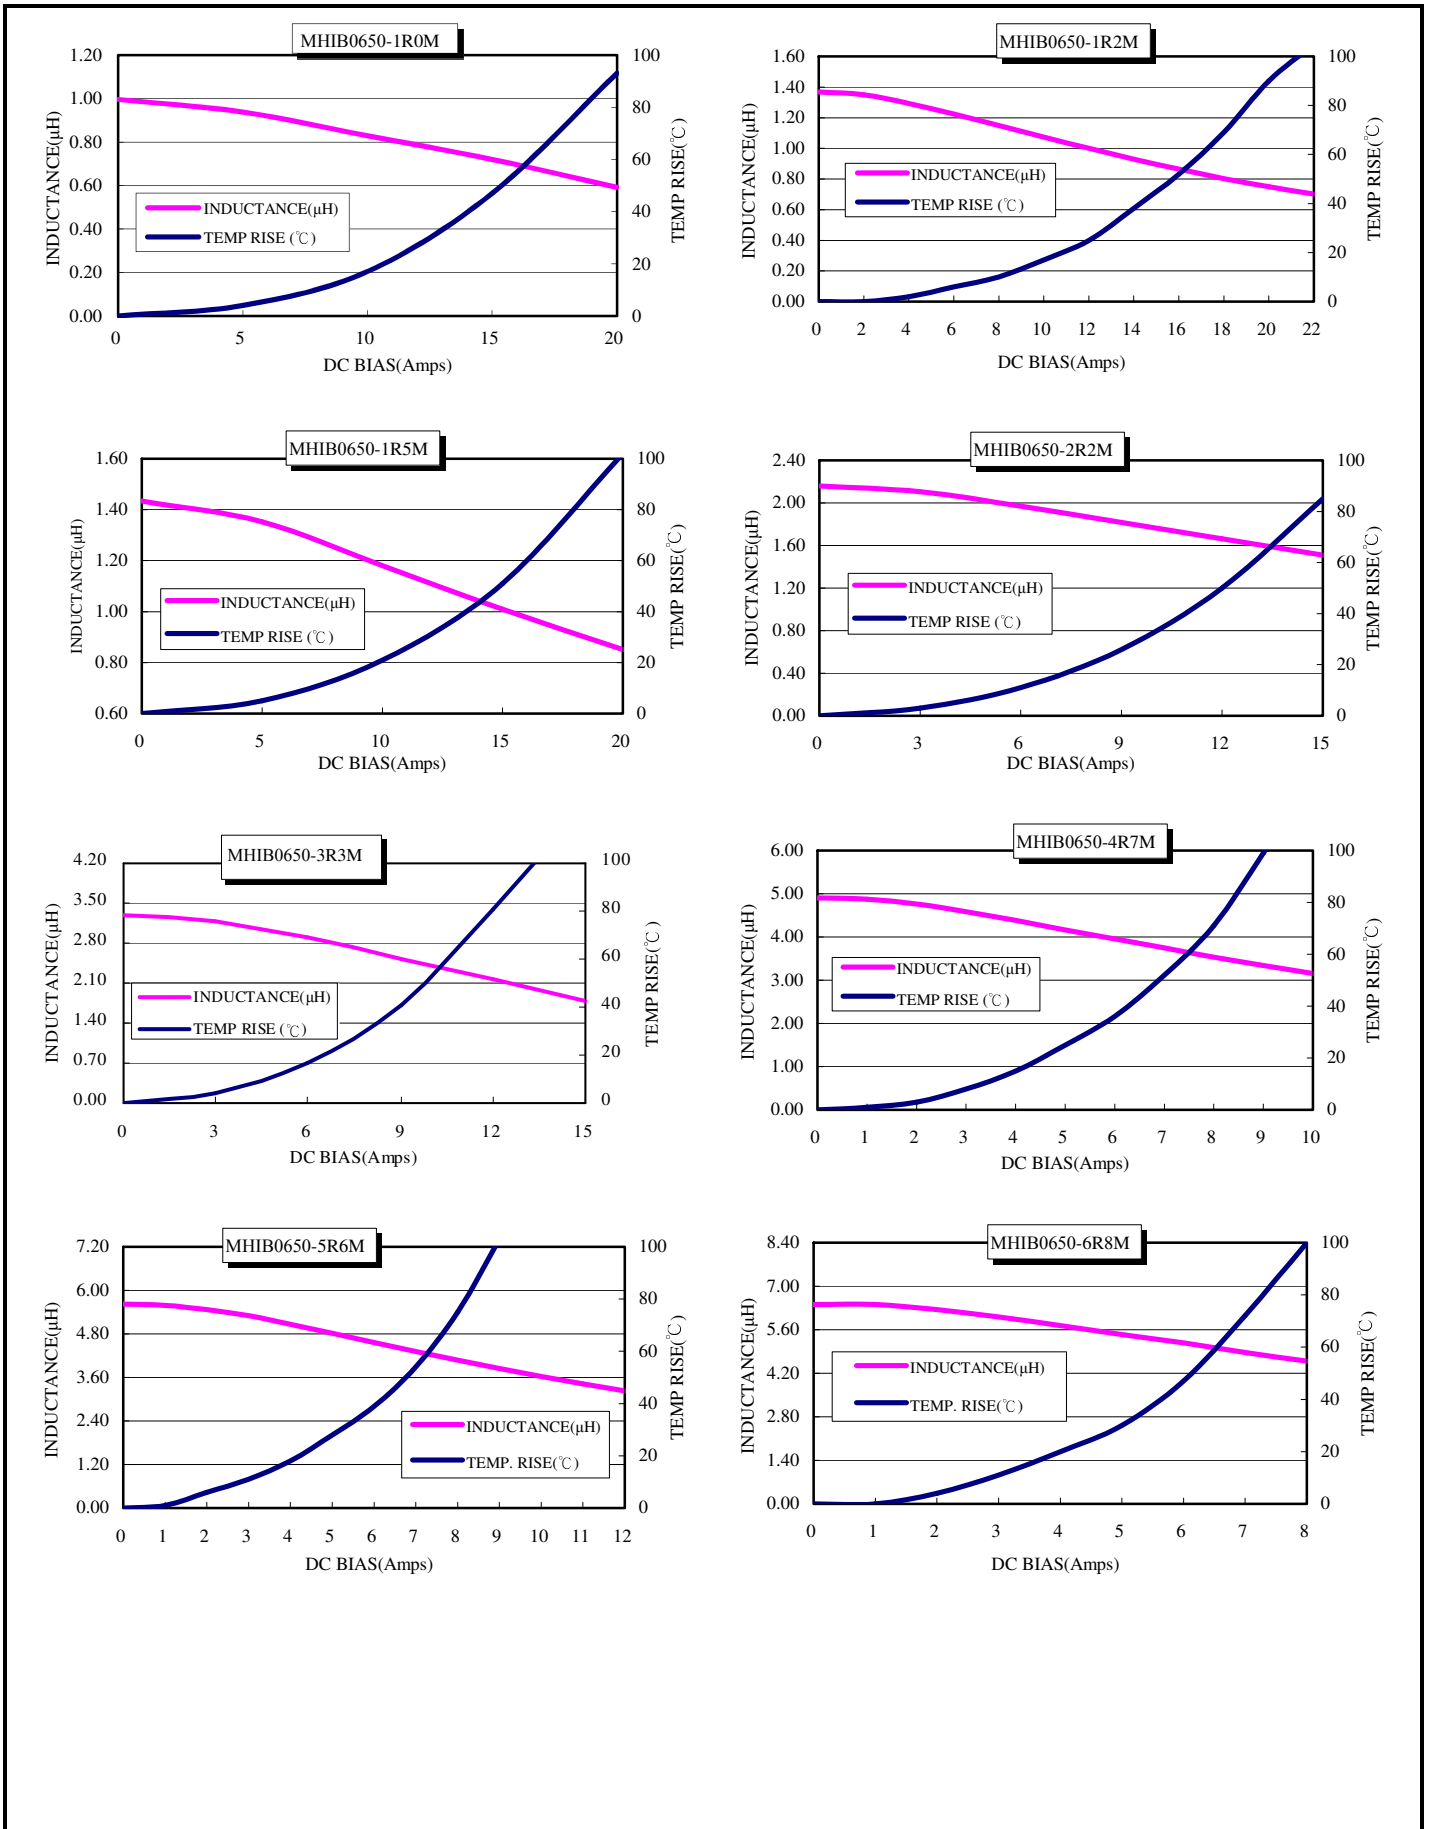 MHIB0650-1R0M
1.20
1.00
0.80
0.60
0.40
0.20
0.00
INDUCTANCE(μH)
100
80
60
40
20
0
TEMP RISE(℃)
INDUCTANCE(μH)
TEMP RISE (℃)
0 5 10 15 20
DC BIAS(Amps)
MHIB0650-1R2M
1.60
1.40
1.20
1.00
0.80
0.60
0.40
0.20
0.00
INDUCTANCE(μH)
100
80
60
40
20
0
TEMP RISE(℃)
INDUCTANCE(μH)
TEMP RISE (℃)
0 2 4 6 8 10 12 14 16 18 20 22
DC BIAS(Amps)
MHIB0650-1R5M
1.60
1.40
1.20
1.00
0.80
0.60
INDUCTANCE(μH)
100
80
60
40
20
0
TEMP RISE(℃)
INDUCTANCE(μH)
TEMP RISE (℃)
0 5 10 15 20
DC BIAS(Amps)
MHIB0650-2R2M
2.40
2.00
1.60
1.20
0.80
0.40
0.00
INDUCTANCE(μH)
100
80
60
40
20
0
TEMP RISE(℃)
INDUCTANCE(μH)
TEMP RISE (℃)
0 3 6 9 12 15
DC BIAS(Amps)
MHIB0650-3R3M
4.20
3.50
2.80
2.10
1.40
0.70
0.00
INDUCTANCE(μH)
100
80
60
40
20
0
TEMP RISE(℃)
INDUCTANCE(μH)
TEMP RISE (℃)
0 3 6 9 12 15
DC BIAS(Amps)
MHIB0650-4R7M
6.00
5.00
4.00
3.00
2.00
1.00
0.00
INDUCTANCE(μH)
100
80
60
40
20
0
TEMP RISE(℃)
INDUCTANCE(μH)
TEMP RISE (℃)
0 1 2 3 4 5 6 7 8 9 10
DC BIAS(Amps)
MHIB0650-5R6M
7.20
6.00
4.80
3.60
2.40
1.20
0.00
INDUCTANCE(μH)
100
80
60
40
20
0
TEMP RISE(℃)
INDUCTANCE(μH)
TEMP. RISE(℃)
0 1 2 3 4 5 6 7 8 9 10 11 12
DC BIAS(Amps)
MHIB0650-6R8M
8.40
7.00
5.60
4.20
2.80
1.40
0.00
INDUCTANCE(μH)
100
80
60
40
20
0
TEMP RISE(℃)
INDUCTANCE(μH)
TEMP. RISE(℃)
0 1 2 3 4 5 6 7 8
DC BIAS(Amps)